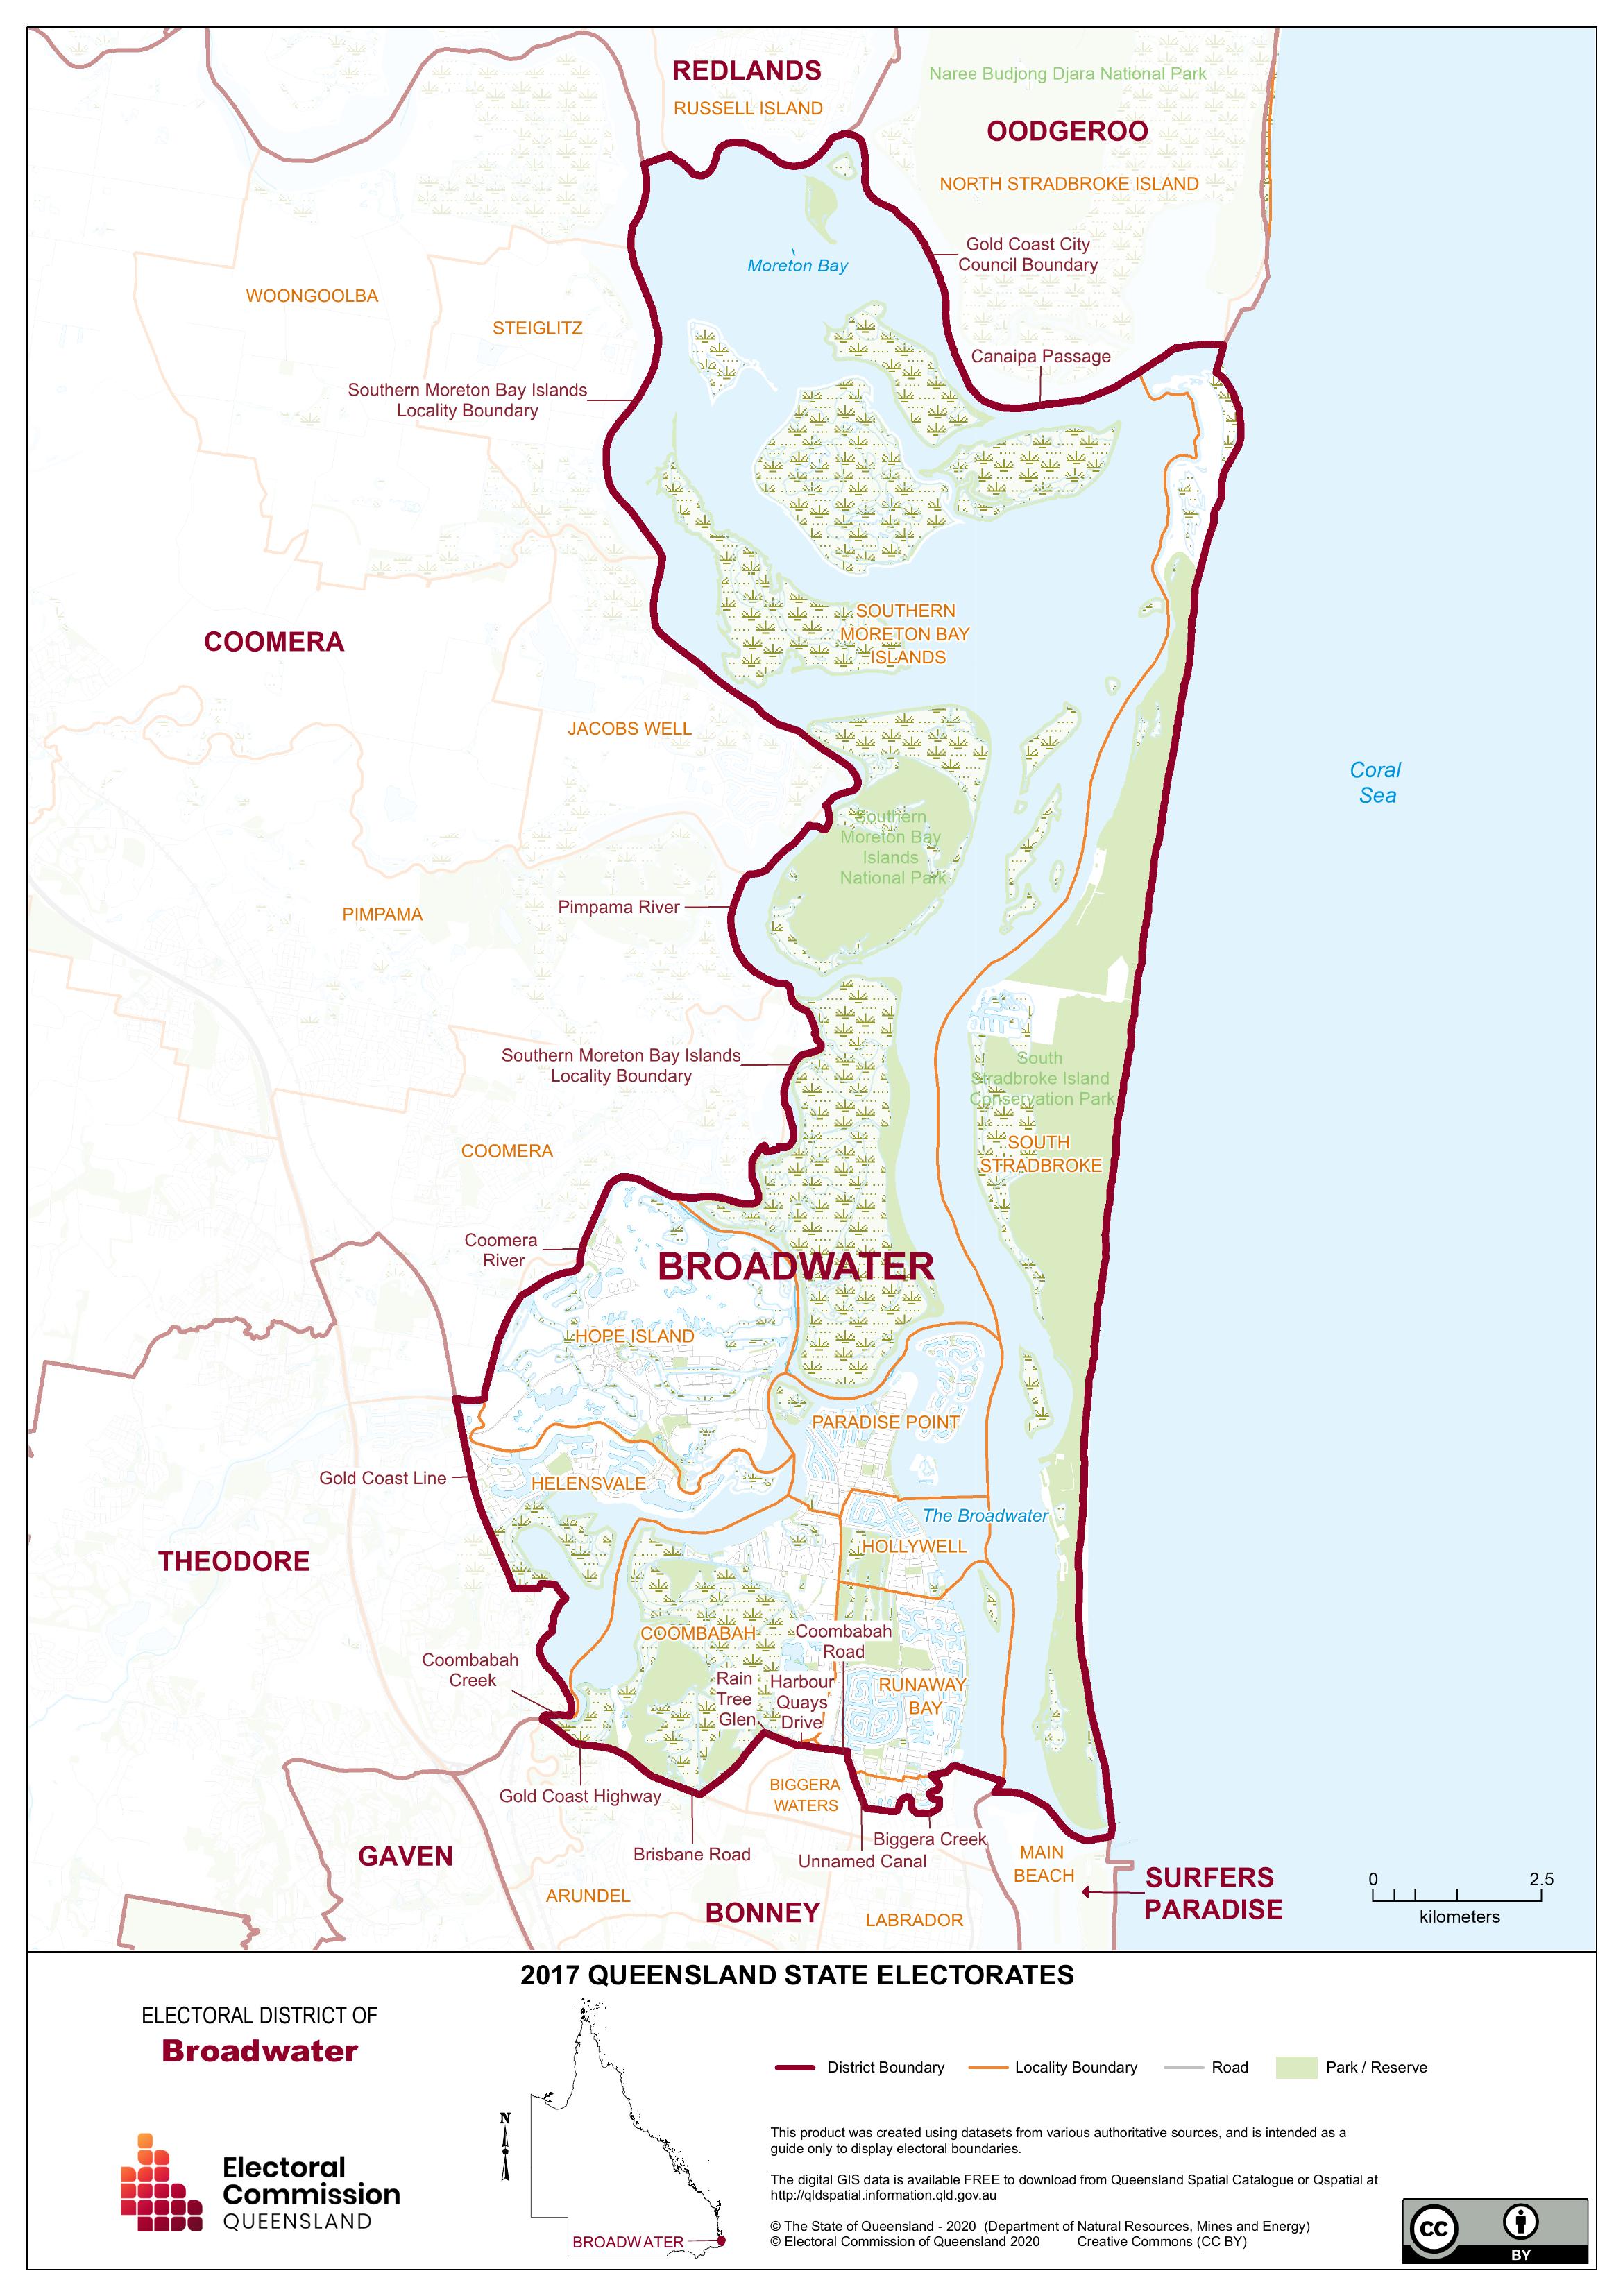 REDLANDS
RUSSELL ISLAND
Naree Budjong Djara National Park
OODGEROO
NORTH STRADBROKE ISLAND
Gold Coast City
Council Boundary
Moreton Bay
WOONGOOLBA
STEIGLITZ
Canaipa Passage
Southern Moreton Bay Islands
Locality Boundary
SOUTHERN
MORETON BAY
ISLANDS
COOMERA
JACOBS WELL
Coral
Sea
Southern
Moreton Bay
Islands
National Park
Pimpama River
PIMPAMA
Southern Moreton Bay Islands
Locality Boundary
South
Stradbroke Island
Conservation Park
SOUTH
STRADBROKE
COOMERA
Coomera
River
BROADWATER
HOPE ISLAND
PARADISE POINT
Gold Coast Line
HELENSVALE
The Broadwater
HOLLYWELL
THEODORE
COOMBABAH
Coombabah
Road
Coombabah
Creek
Rain
Tree
Glen
Harbour
Quays
Drive
RUNAWAY
BAY
Gold Coast Highway
BIGGERA
WATERS
Biggera Creek
Brisbane Road
Unnamed Canal
GAVEN
MAIN
BEACH
SURFERS
PARADISE
ARUNDEL
BONNEY
LABRADOR
0 2.5
kilometers
2017 QUEENSLAND STATE ELECTORATES
ELECTORAL DISTRICT OF
Broadwater
N
BROADWATER
District Boundary
Locality Boundary
Road
Park / Reserve
This product was created using datasets from various authoritative sources, and is intended as a
guide only to display electoral boundaries.
The digital GIS data is available FREE to download from Queensland Spatial Catalogue or Qspatial at
http://qldspatial.information.qld.gov.au
© The State of Queensland - 2020 (Department of Natural Resources, Mines and Energy)
© Electoral Commission of Queensland 2020 Creative Commons (CC BY)
Electoral
Commission
QUEENSLAND
CC
BY